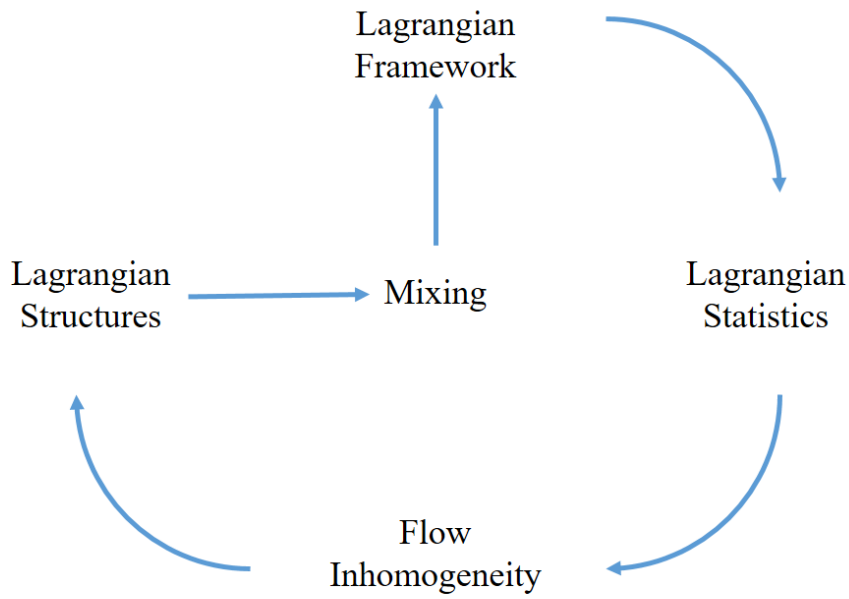 Lagrangian
Framework
Lagrangian
Structures
Mixing
Lagrangian
Statistics
Flow
Inhomogeneity